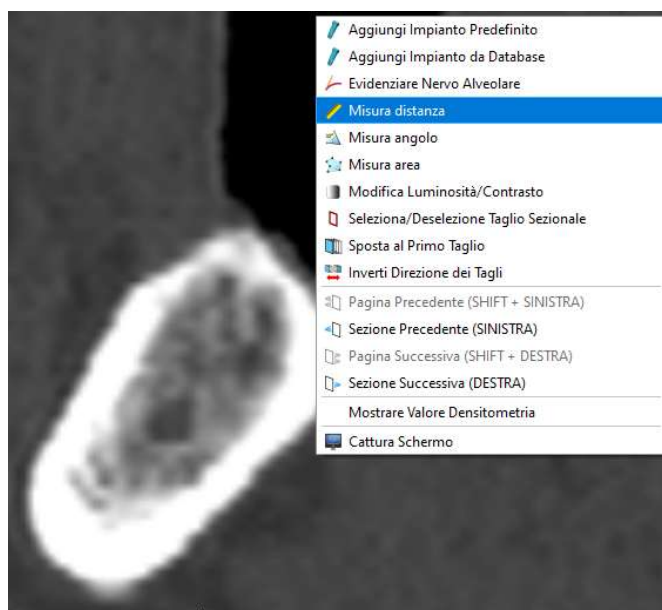 Aggiungi Impianto Predefinito
Aggiungi Impianto da Database
Evidenziare Nervo Alveolare
Misura distanza
Misura angolo
Misura area
Modifica Luminosità/Contrasto
Seleziona/Deselezione Taglio Sezionale
Sposta al Primo Taglio
Inverti Direzione dei Tagli
Pagina Precedente (SHIFT + SINISTRA)
Sezione Precedente (SINISTRA)
Pagina Successiva (SHIFT + DESTRA)
Sezione Successiva (DESTRA)
Mostrare Valore Densitometria
Cattura Schermo